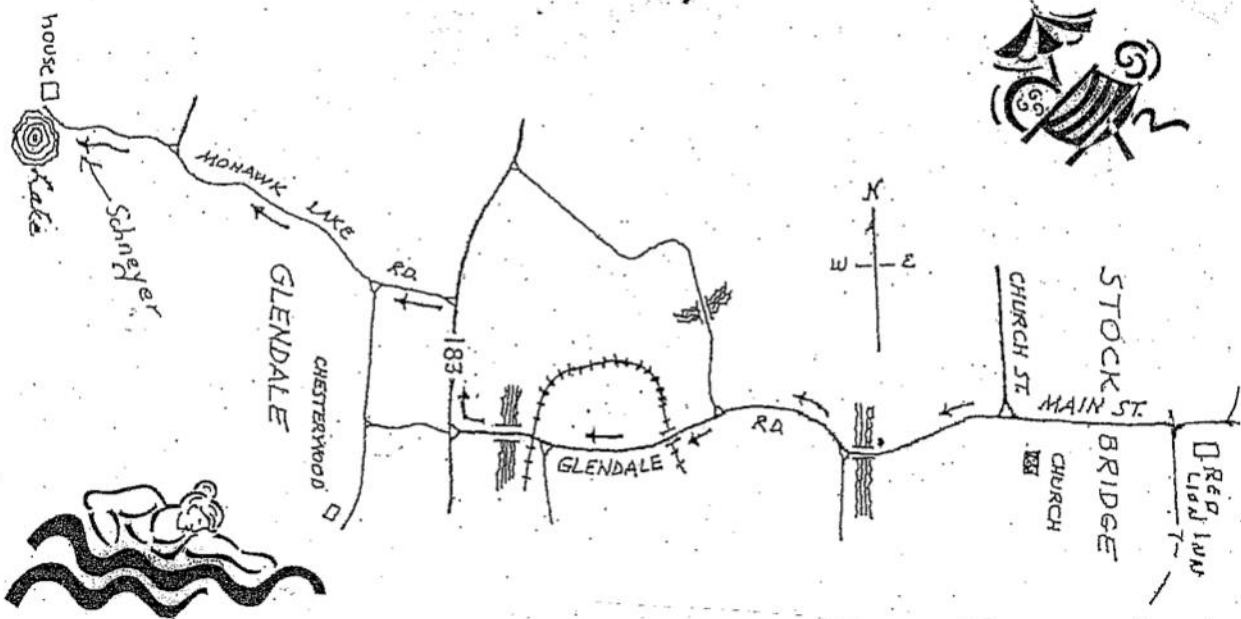 house
Lake
Schneyer
MOHAWK LAKE RD.
GLENDALE
CHESTERWOOD
183
GLENDALE RD.
N
W E
CHURCH ST.
STOCK BRIDGE
MAIN ST.
CHURCH
RED
LION INN
7